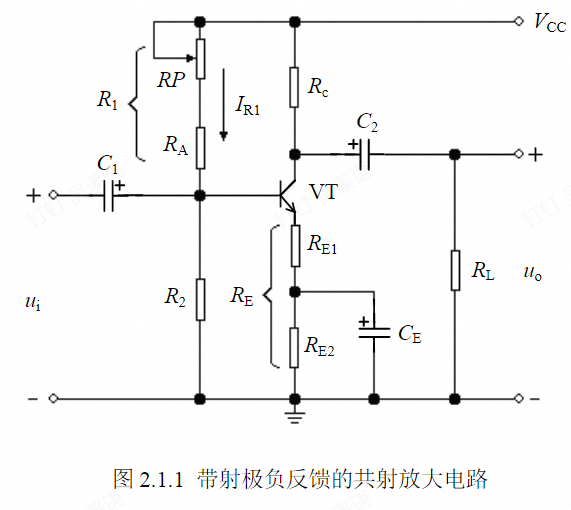 V_CC
RP
R_1
I_R1
R_c
C_2
R_A
C_1
VT
+
+
R_E1
R_2
R_E
R_L
u_i
u_o
R_E2
C_E
−
−
图 2.1.1 带射极负反馈的共射放大电路